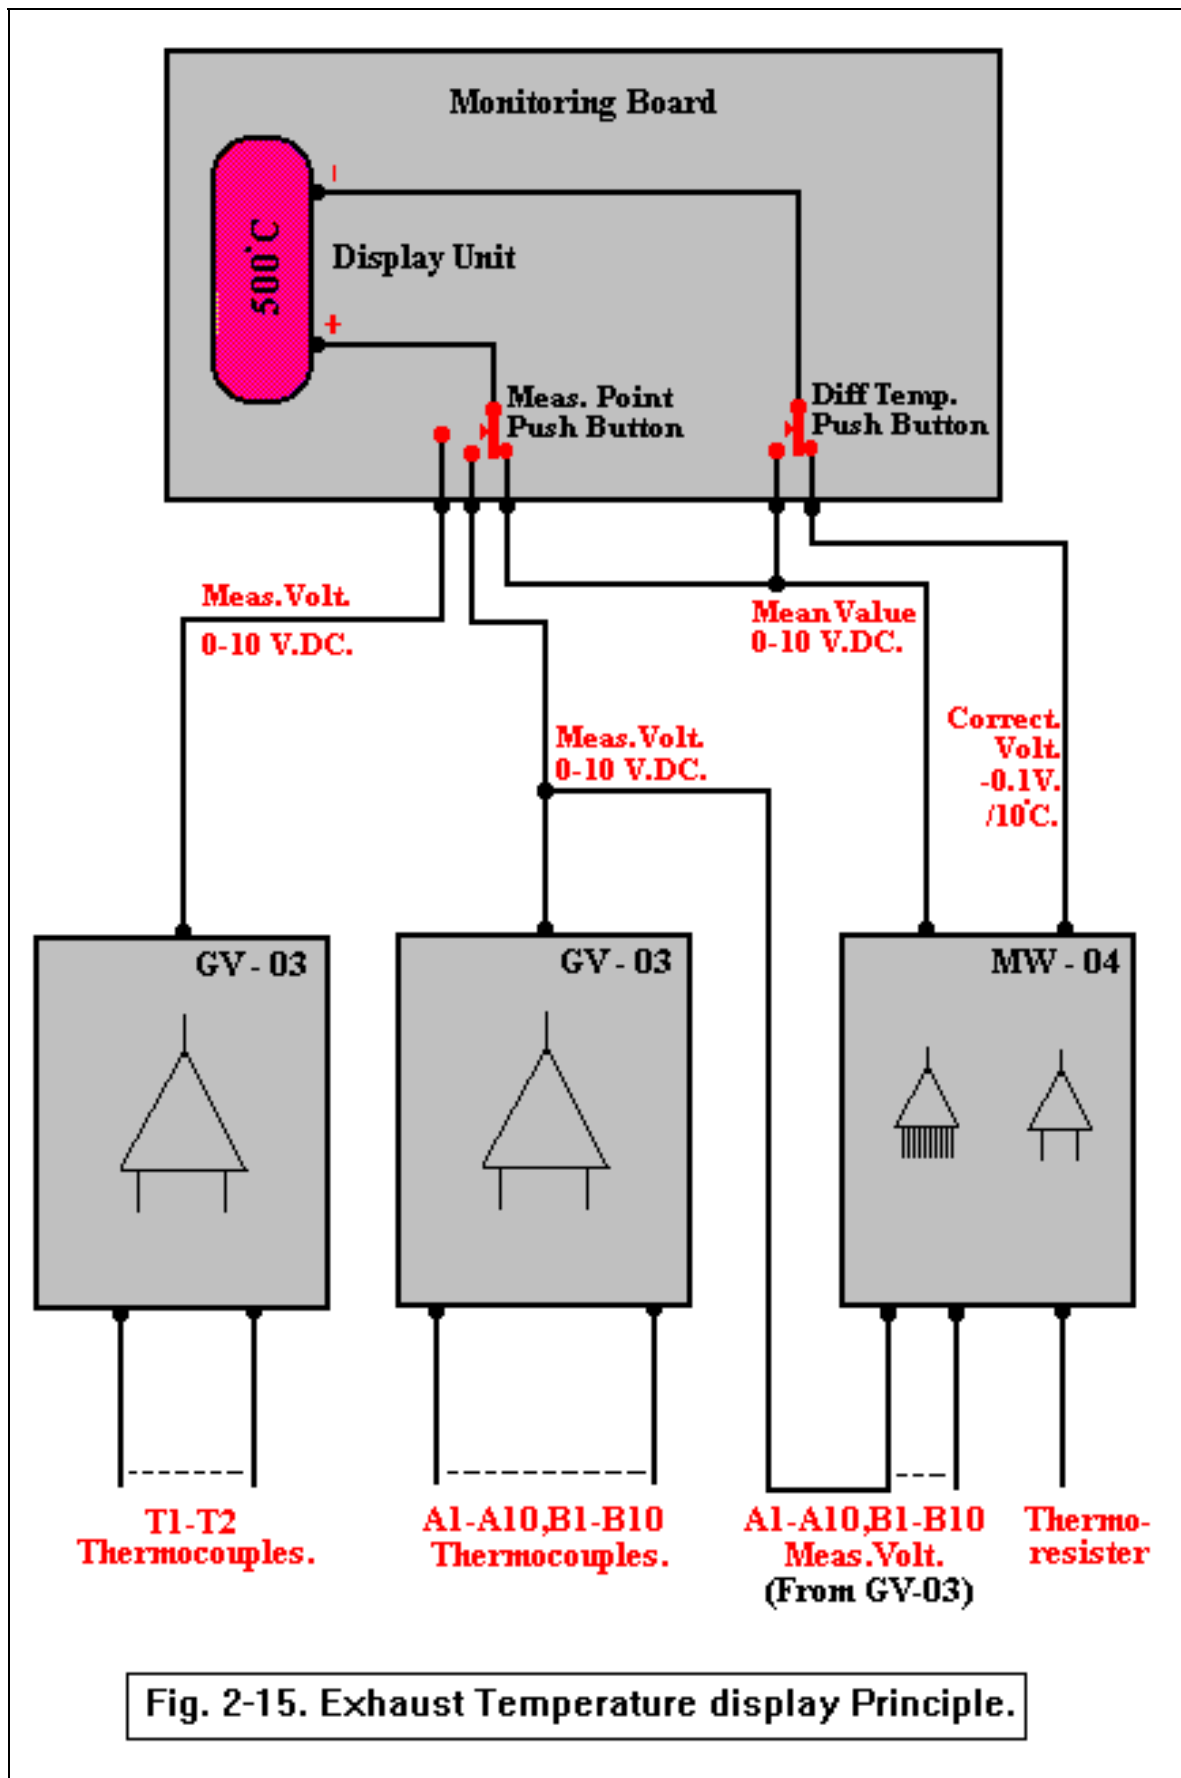 Monitoring Board
-
500°C
Display Unit
+
Meas. Point
Push Button
Diff Temp.
Push Button
Meas.Volt.
0-10 V.DC.
Mean Value
0-10 V.DC.
Meas.Volt.
0-10 V.DC.
Correct.
Volt.
-0.1V.
/10°C.
GV - 03
GV - 03
MW - 04
T1-T2
Thermocouples.
A1-A10,B1-B10
Thermocouples.
A1-A10,B1-B10
Meas.Volt.
(From GV-03)
Thermo-
resister
Fig. 2-15. Exhaust Temperature display Principle.